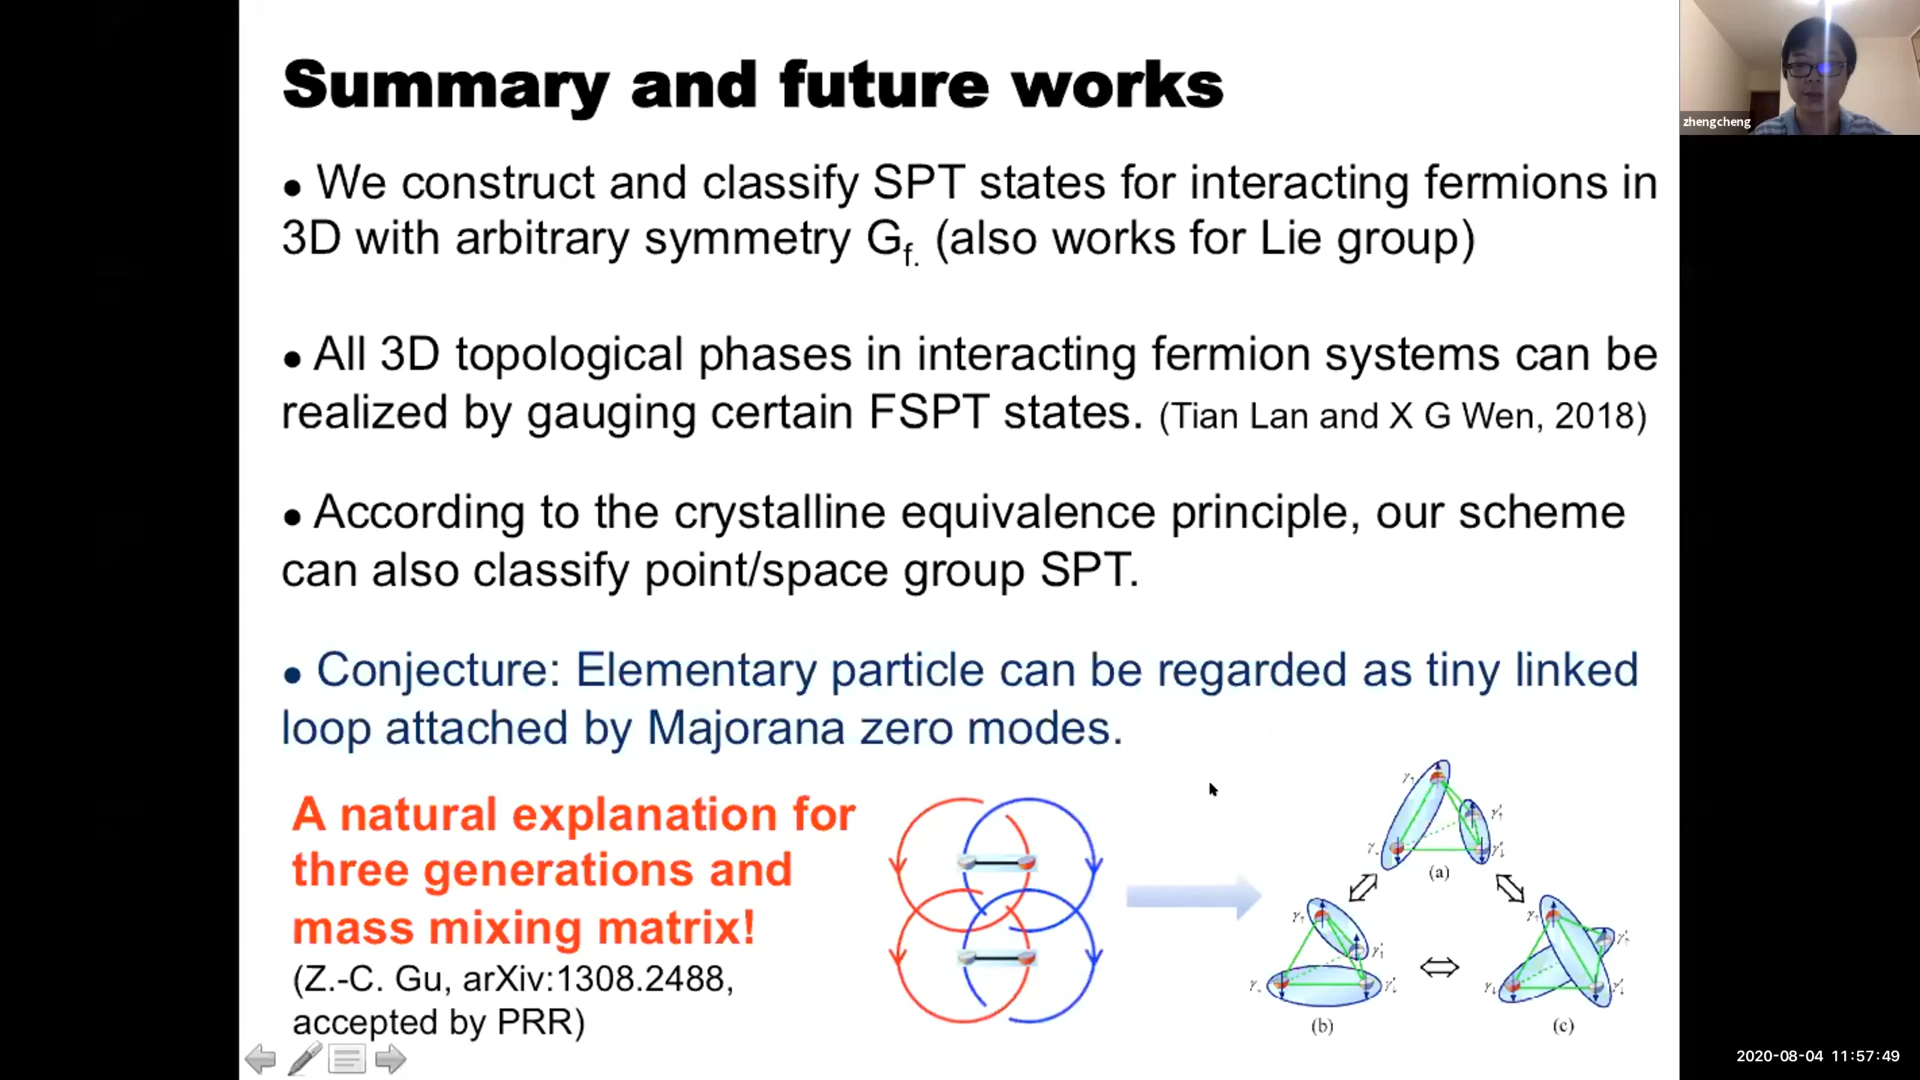 Summary and future works
zhengcheng
● We construct and classify SPT states for interacting fermions in
3D with arbitrary symmetry Gf. (also works for Lie group)
● All 3D topological phases in interacting fermion systems can be
realized by gauging certain FSPT states. (Tian Lan and X G Wen, 2018)
● According to the crystalline equivalence principle, our scheme
can also classify point/space group SPT.
● Conjecture: Elementary particle can be regarded as tiny linked
loop attached by Majorana zero modes.
A natural explanation for
three generations and
mass mixing matrix!
(Z.-C. Gu, arXiv:1308.2488,
accepted by PRR)
(a)
(b)
(c)
2020-08-04 11:57:49